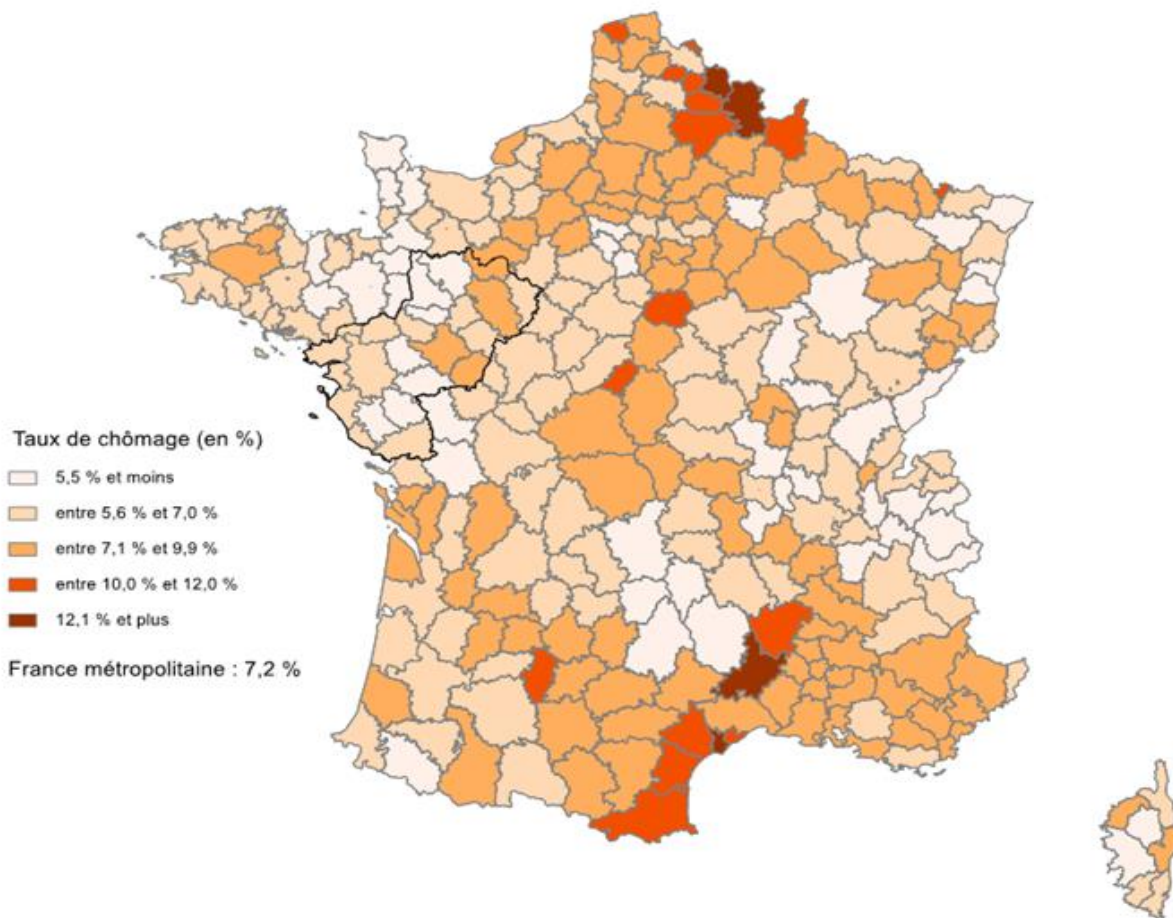 Taux de chômage (en %)
5,5 % et moins
entre 5,6 % et 7,0 %
entre 7,1 % et 9,9 %
entre 10,0 % et 12,0 %
12,1 % et plus
France métropolitaine : 7,2 %